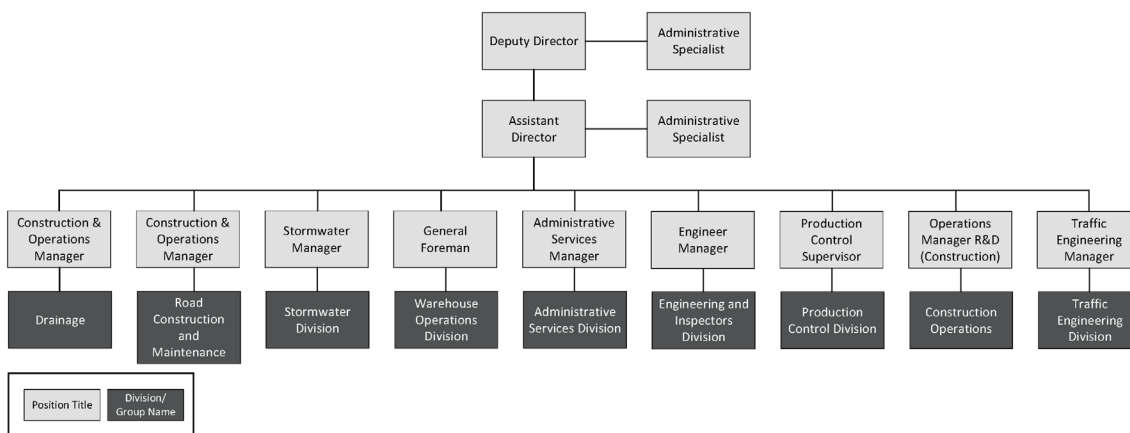 Deputy Director
Administrative
Specialist
Assistant
Director
Administrative
Specialist
Construction &
Operations
Manager
Construction &
Operations
Manager
Stormwater
Manager
General
Foreman
Administrative
Services
Manager
Engineer
Manager
Production
Control
Supervisor
Operations
Manager R&D
(Construction)
Traffic
Engineering
Manager
Drainage
Road
Construction
and
Maintenance
Stormwater
Division
Warehouse
Operations
Division
Administrative
Services Division
Engineering and
Inspectors
Division
Production
Control Division
Construction
Operations
Traffic
Engineering
Division
Position Title
Division/
Group Name